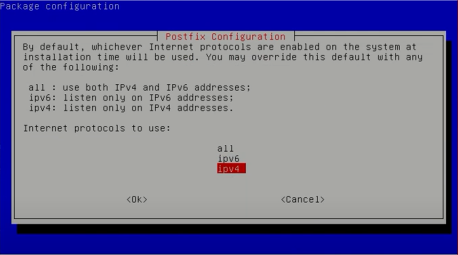 Package configuration
Postfix Configuration
By default, whichever Internet protocols are enabled on the system at
installation time will be used. You may override this default with any
of the following:
all : use both IPv4 and IPv6 addresses;
ipv6: listen only on IPv6 addresses;
ipv4: listen only on IPv4 addresses.
Internet protocols to use:
all
ipv6
ipv4
<Ok> <Cancel>